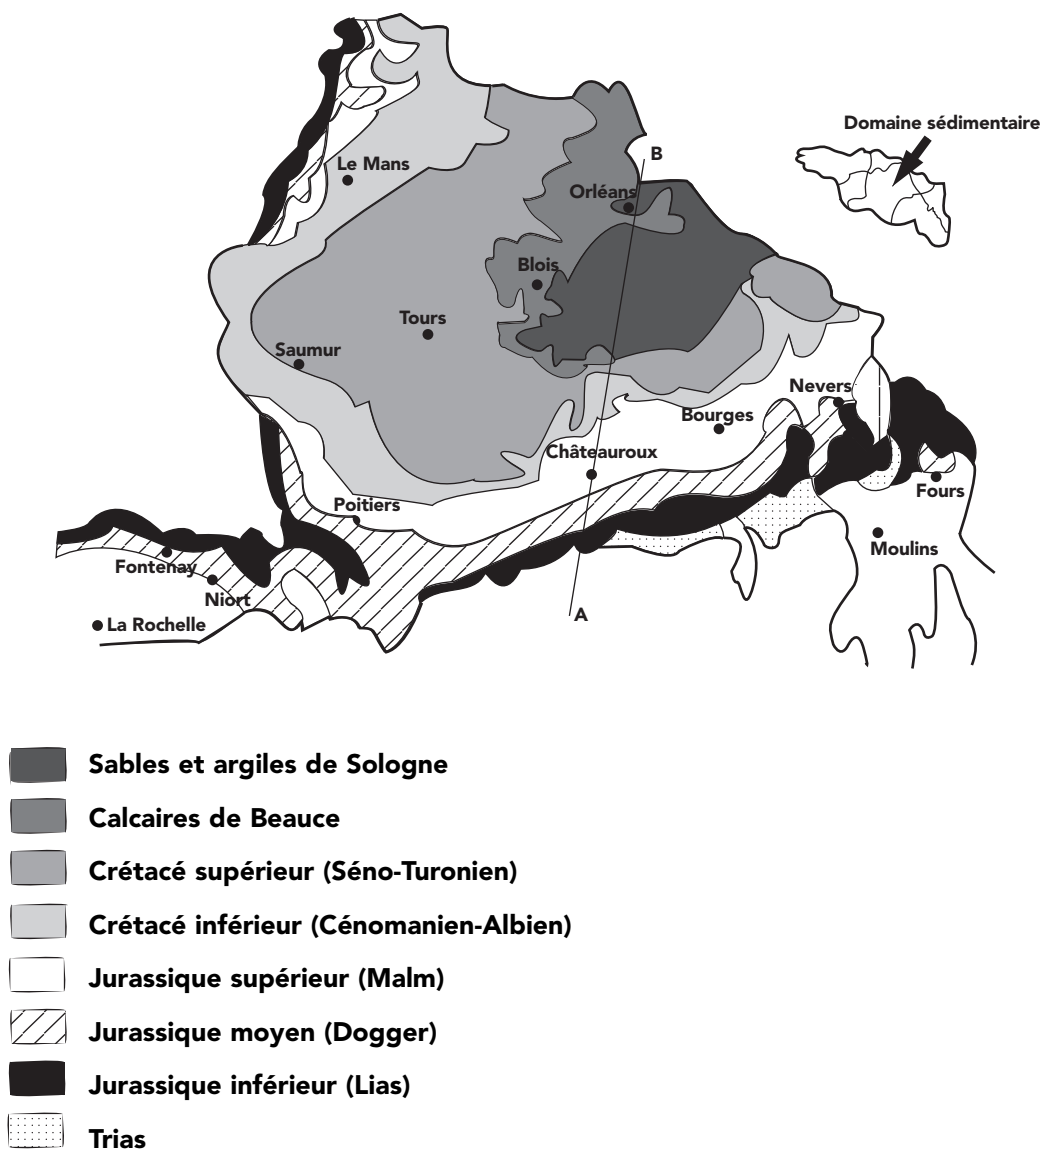 Domaine sédimentaire
B
Le Mans
Orléans
Blois
Tours
Saumur
Nevers
Bourges
Châteauroux
Fours
Poitiers
Moulins
Fontenay
Niort
A
La Rochelle
Sables et argiles de Sologne
Calcaires de Beauce
Crétacé supérieur (Séno-Turonien)
Crétacé inférieur (Cénomanien-Albien)
Jurassique supérieur (Malm)
Jurassique moyen (Dogger)
Jurassique inférieur (Lias)
Trias